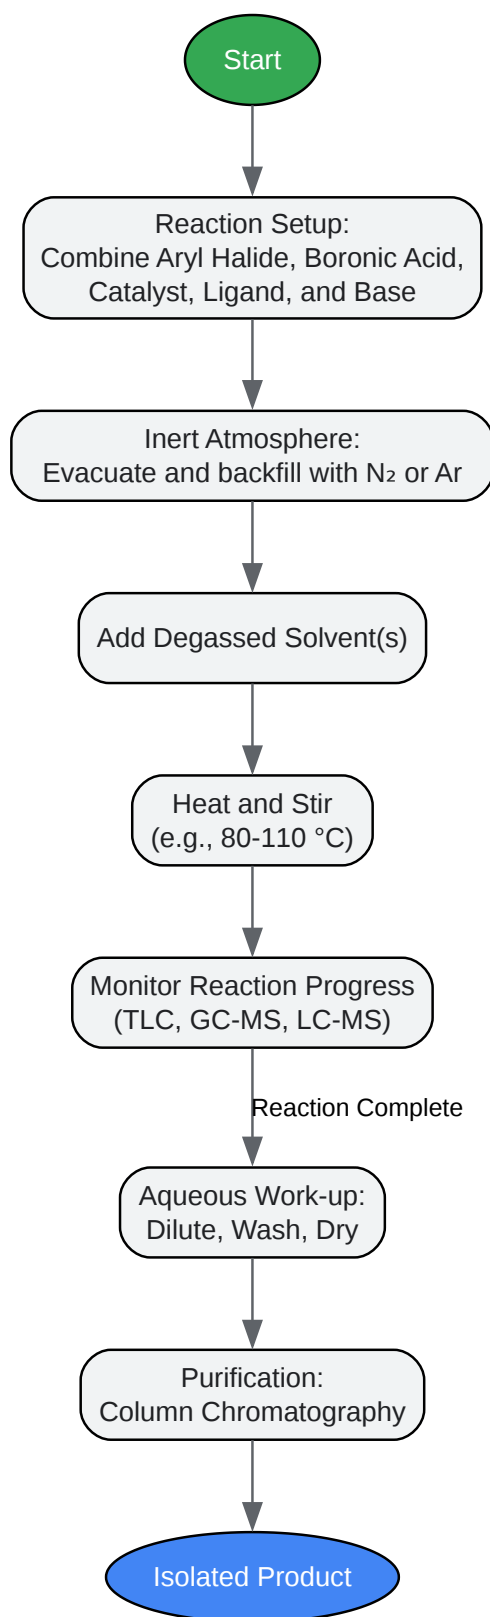 Start
Reaction Setup:
Combine Aryl Halide, Boronic Acid,
Catalyst, Ligand, and Base
Inert Atmosphere:
Evacuate and backfill with N₂ or Ar
Add Degassed Solvent(s)
Heat and Stir
(e.g., 80-110 °C)
Monitor Reaction Progress
(TLC, GC-MS, LC-MS)
Reaction Complete
Aqueous Work-up:
Dilute, Wash, Dry
Purification:
Column Chromatography
Isolated Product